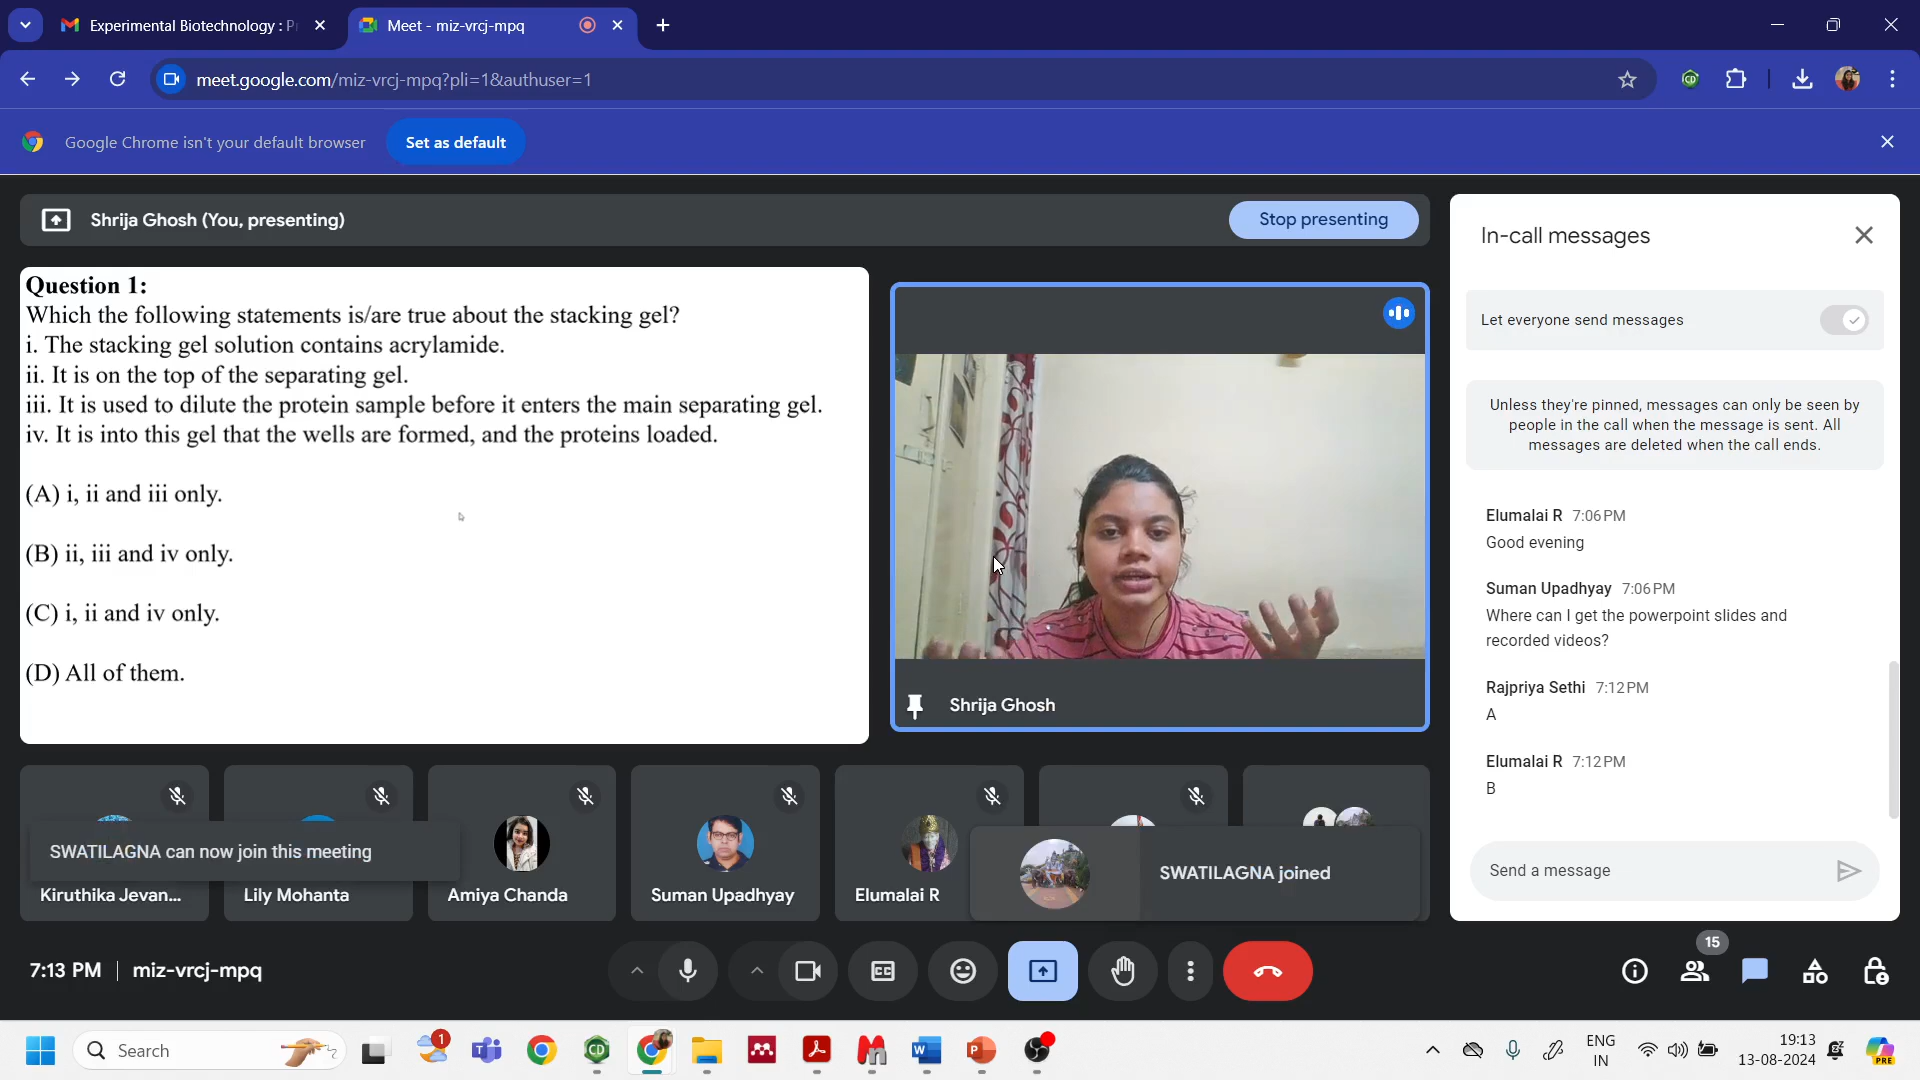 Experimental Biotechnology : P
Meet - miz-vrcj-mpq
meet.google.com/miz-vrcj-mpq?pli=1&authuser=1
Google Chrome isn't your default browser
Set as default
Shrija Ghosh (You, presenting)
Stop presenting
Question 1:
Which the following statements is/are true about the stacking gel?
i. The stacking gel solution contains acrylamide.
ii. It is on the top of the separating gel.
iii. It is used to dilute the protein sample before it enters the main separating gel.
iv. It is into this gel that the wells are formed, and the proteins loaded.
(A) i, ii and iii only.
(B) ii, iii and iv only.
(C) i, ii and iv only.
(D) All of them.
Shrija Ghosh
SWATILAGNA can now join this meeting
Kiruthika Jevan...
Lily Mohanta
Amiya Chanda
Suman Upadhyay
Elumalai R
SWATILAGNA joined
In-call messages
Let everyone send messages
Unless they're pinned, messages can only be seen by
people in the call when the message is sent. All
messages are deleted when the call ends.
Elumalai R 7:06 PM
Good evening
Suman Upadhyay 7:06 PM
Where can I get the powerpoint slides and
recorded videos?
Rajpriya Sethi 7:12 PM
A
Elumalai R 7:12 PM
B
Send a message
7:13 PM | miz-vrcj-mpq
CC
15
Search
1
ENG
IN
19:13
13-08-2024
PRE